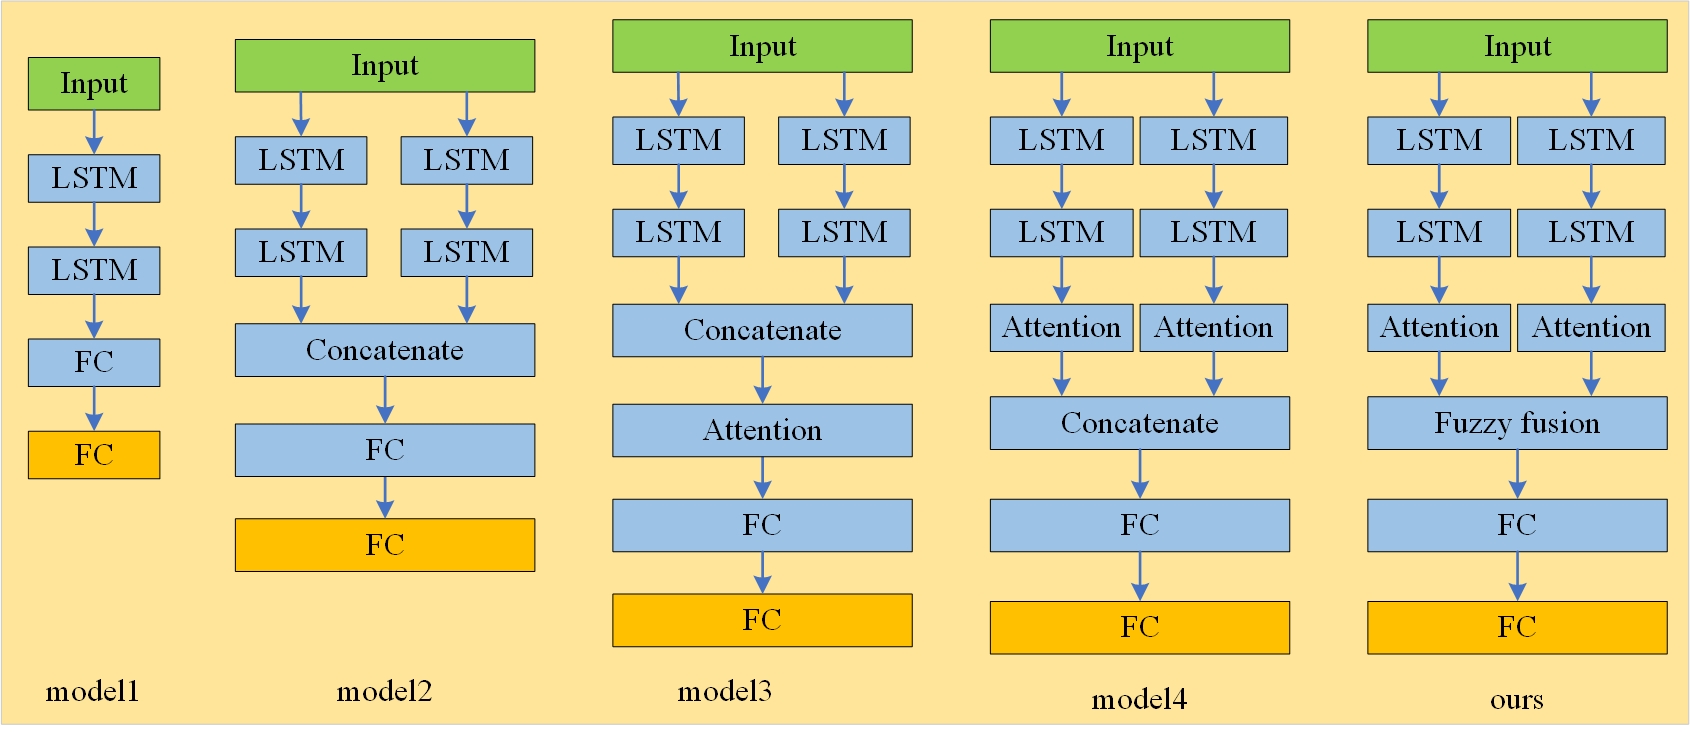 Input
LSTM
LSTM
FC
FC
model1
Input
LSTM LSTM
LSTM LSTM
Concatenate
FC
FC
model2
Input
LSTM LSTM
LSTM LSTM
Concatenate
Attention
FC
FC
model3
Input
LSTM LSTM
LSTM LSTM
Attention Attention
Concatenate
FC
FC
model4
Input
LSTM LSTM
LSTM LSTM
Attention Attention
Fuzzy fusion
FC
FC
ours